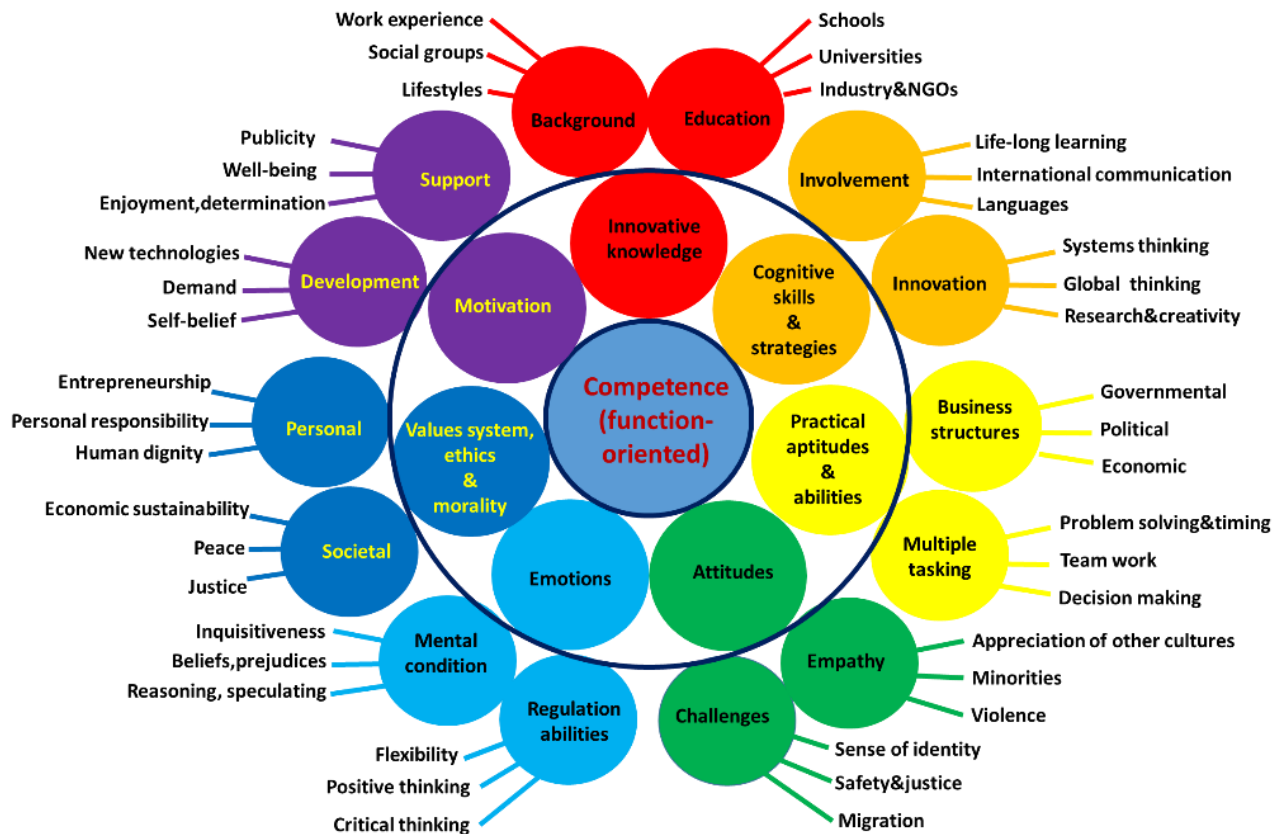 Work experience
Social groups
Lifestyles
Background
Schools
Universities
Industry&NGOs
Education
Publicity
Well-being
Enjoyment,determination
Support
Life-long learning
International communication
Languages
Involvement
New technologies
Demand
Self-belief
Development
Systems thinking
Global thinking
Research&creativity
Innovation
Motivation
Innovative
knowledge
Cognitive
skills
&
strategies
Competence
(function-
oriented)
Entrepreneurship
Personal responsibility
Human dignity
Personal
Values system,
ethics
&
morality
Practical
aptitudes
&
abilities
Business
structures
Governmental
Political
Economic
Economic sustainability
Peace
Justice
Societal
Emotions
Attitudes
Multiple
tasking
Problem solving&timing
Team work
Decision making
Inquisitiveness
Beliefs,prejudices
Reasoning, speculating
Mental
condition
Empathy
Appreciation of other cultures
Minorities
Violence
Flexibility
Positive thinking
Critical thinking
Regulation
abilities
Challenges
Sense of identity
Safety&justice
Migration